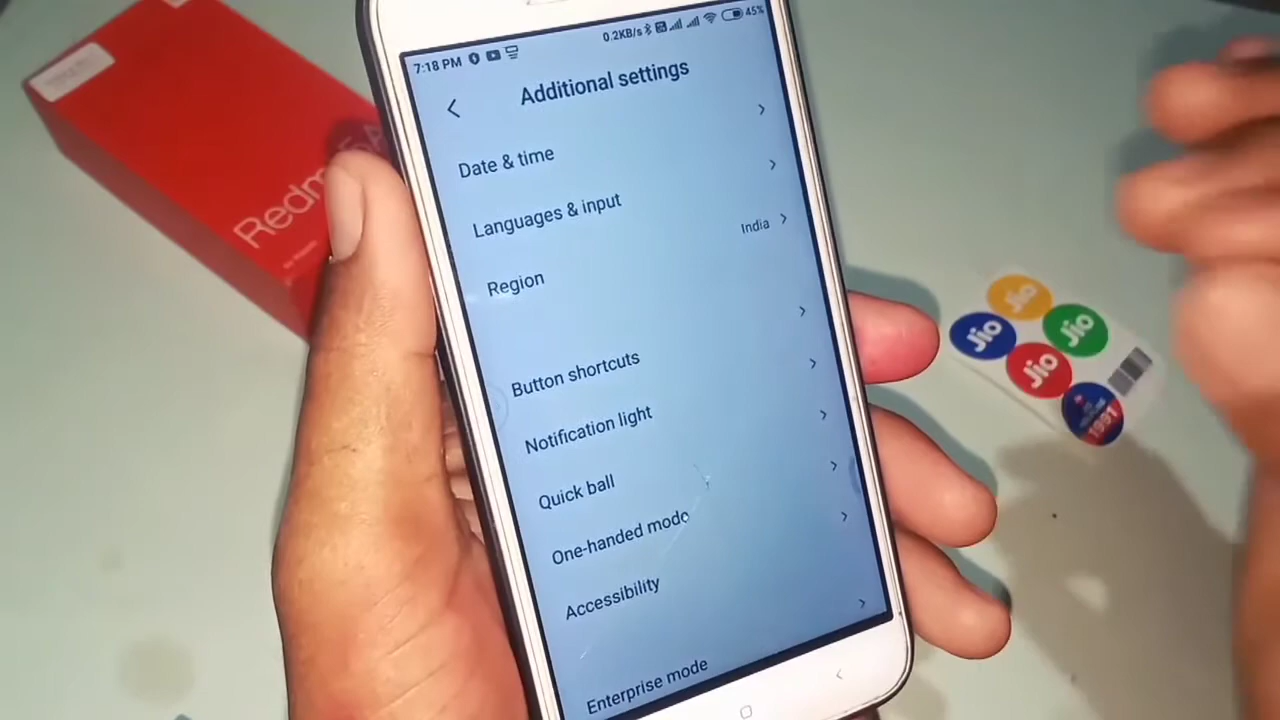 7:18 PM
0.2KB/s
45%
Additional settings
Date & time
Languages & input
Region
India
Button shortcuts
Notification light
Quick ball
One-handed mode
Accessibility
Enterprise mode
Jio
Jio
Jio
Jio
1991